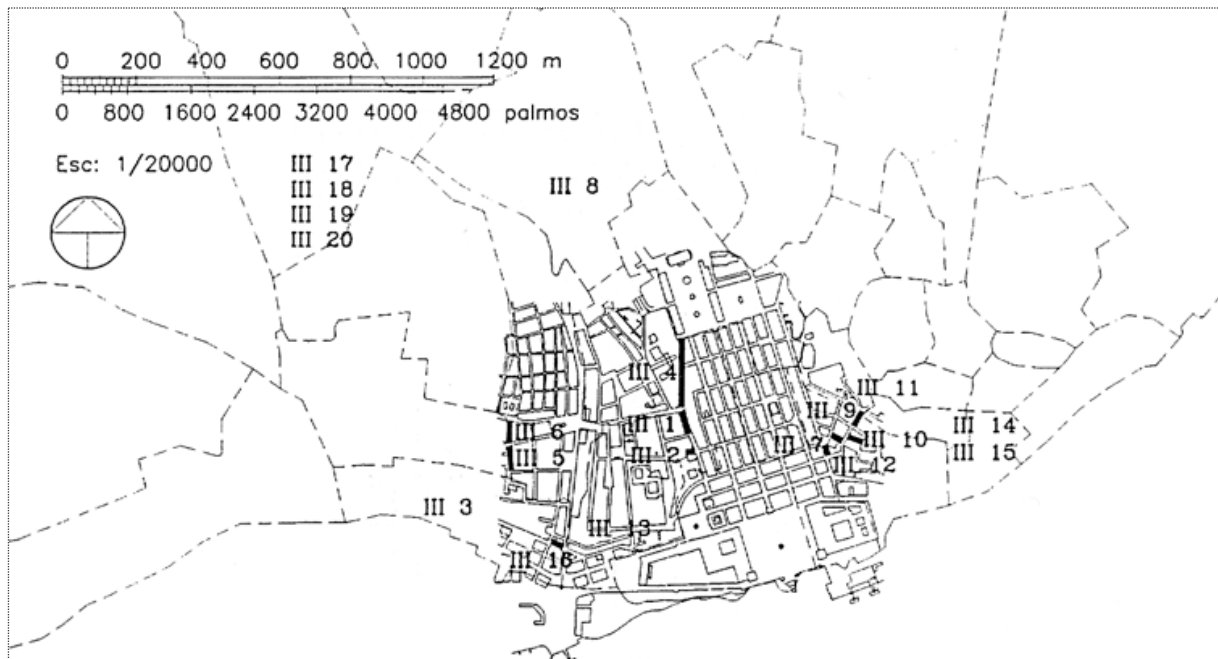 0 200 400 600 800 1000 1200 m
0 800 1600 2400 3200 4000 4800 palmos
Esc: 1/20000
III 17
III 18
III 19
III 20
III 8
III 4
III 11
III 9
III 1
III 6
III 14
III 10
III 7
III 2
III 5
III 15
III 12
III 3
III 13
III 16